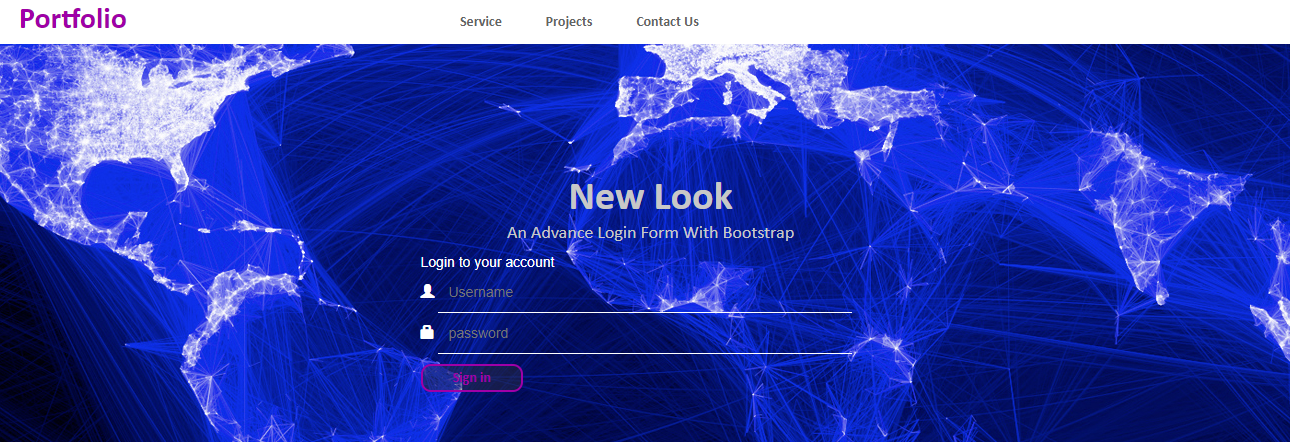 Portfolio
Service Projects Contact Us
New Look
An Advance Login Form With Bootstrap
Login to your account
Username
password
Sign in